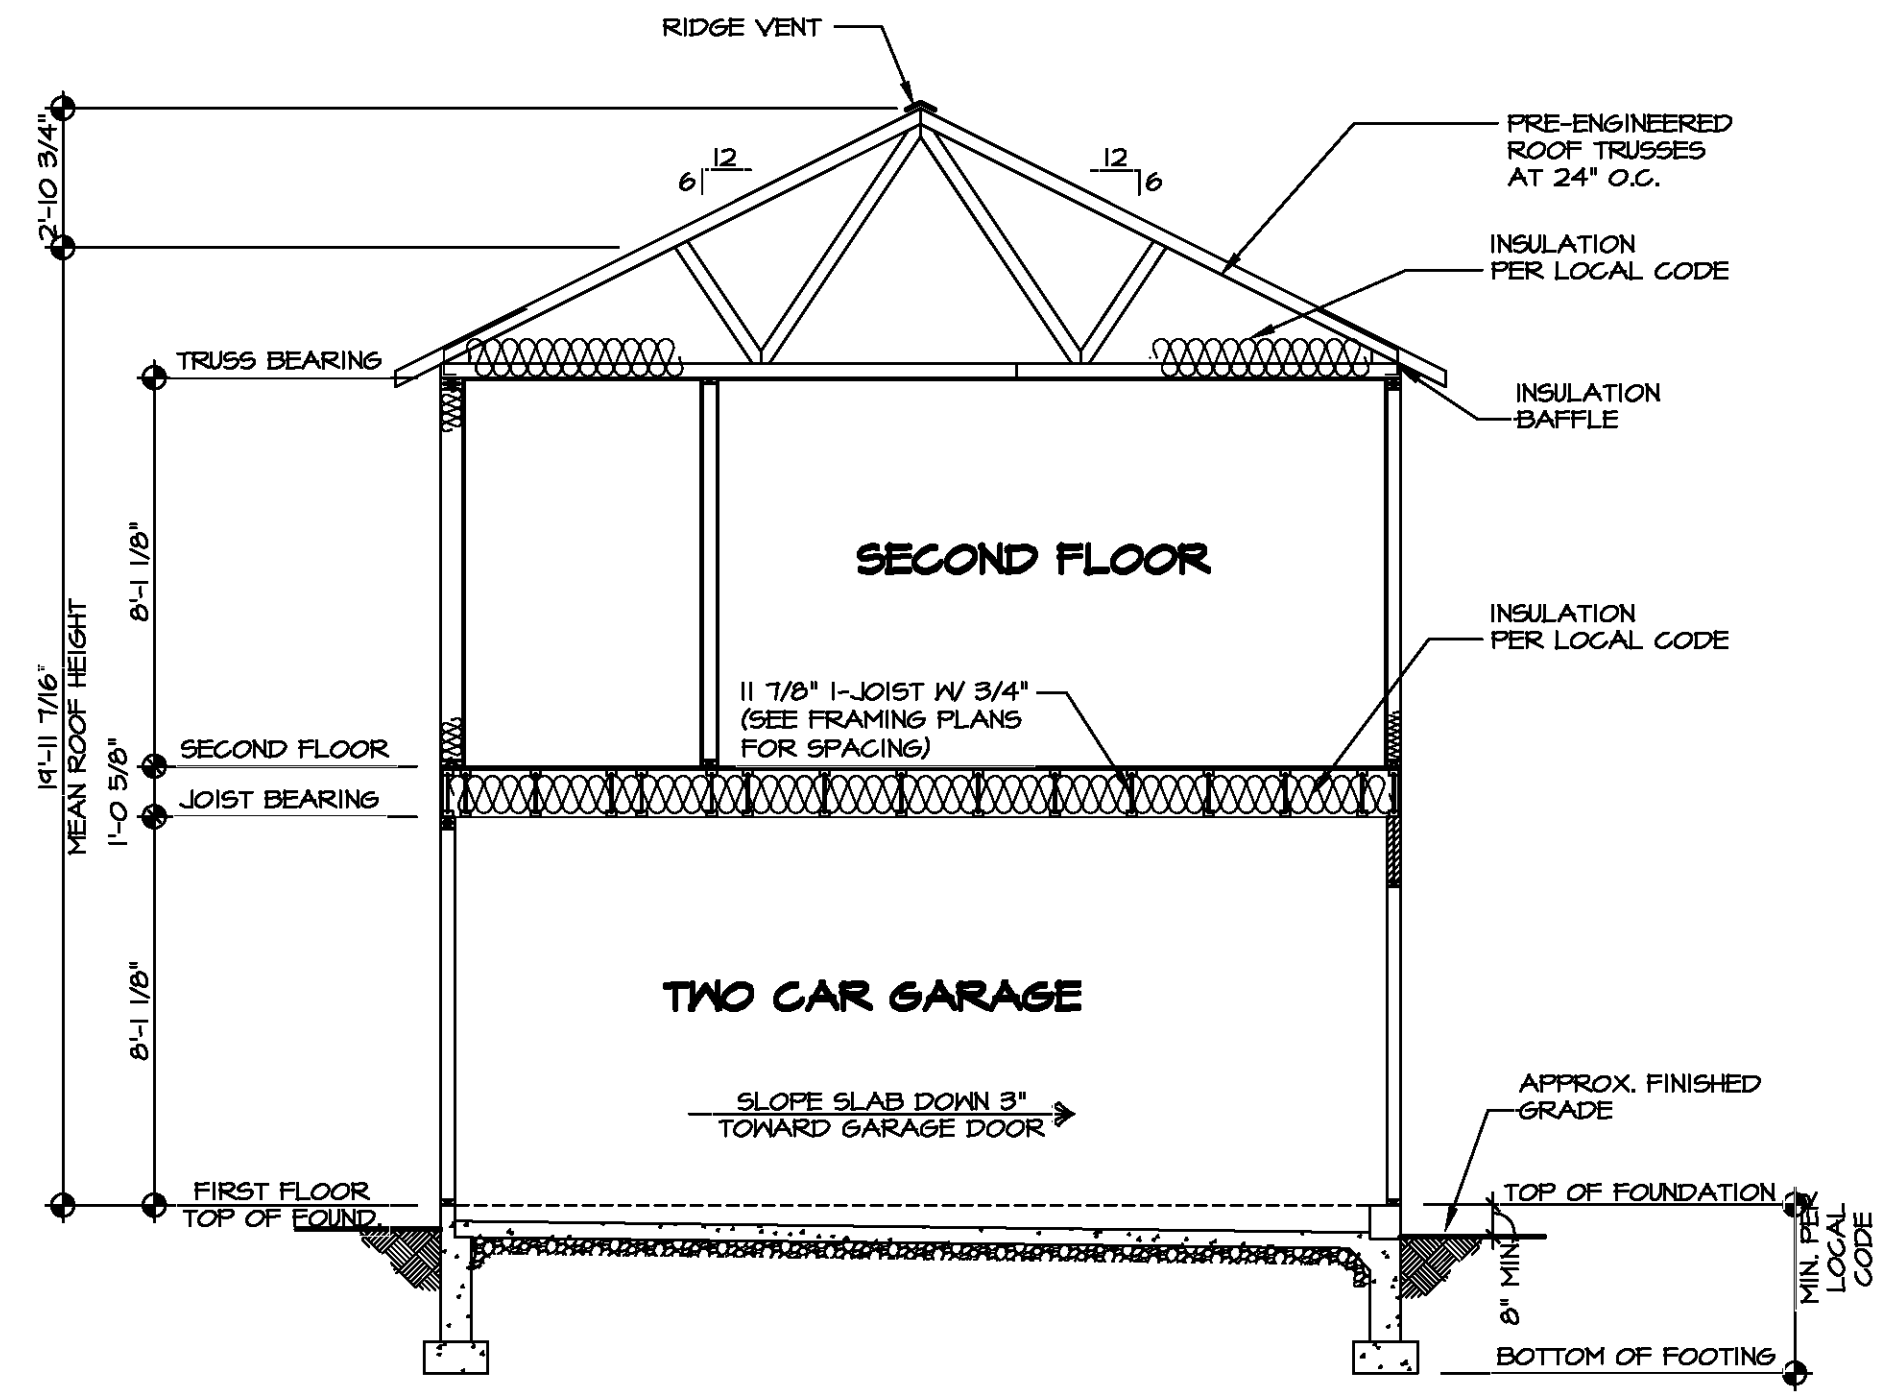 RIDGE VENT
2'-10 3/4"
12
6
12
6
PRE-ENGINEERED
ROOF TRUSSES
AT 24" O.C.
INSULATION
PER LOCAL CODE
TRUSS BEARING
INSULATION
BAFFLE
8'-1 1/8"
SECOND FLOOR
INSULATION
PER LOCAL CODE
19'-11 7/16"
MEAN ROOF HEIGHT
11 7/8" I-JOIST W/ 3/4"
(SEE FRAMING PLANS
FOR SPACING)
SECOND FLOOR
1'-0 5/8"
JOIST BEARING
8'-1 1/8"
TWO CAR GARAGE
SLOPE SLAB DOWN 3"
TOWARD GARAGE DOOR
APPROX. FINISHED
GRADE
FIRST FLOOR
TOP OF FOUND.
TOP OF FOUNDATION
8" MIN.
MIN. PER
LOCAL
CODE
BOTTOM OF FOOTING